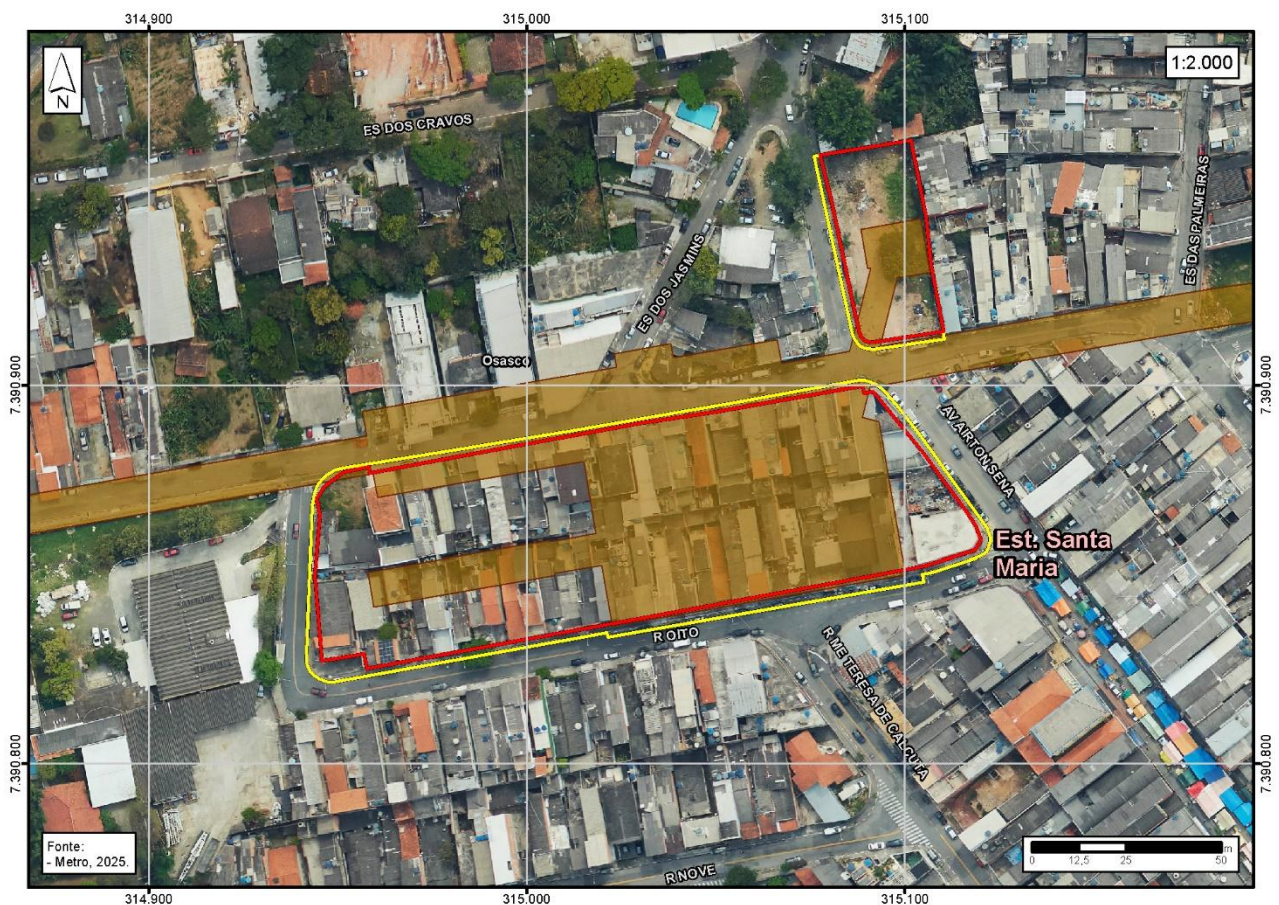 314,900
315,000
315,100
N
1:2.000
ES DOS CRAVOS
ES DAS PALMEIRAS
ES DOS JASMINS
Osasco
7.390.900
7.390.900
AV AIRTON SENA
Est. Santa
Maria
R OITO
R ME TERESA DE CALCUTA
7.390.800
7.390.800
Fonte:
- Metro, 2025.
R NOVE
m
0 12,5 25 50
314,900
315,000
315,100